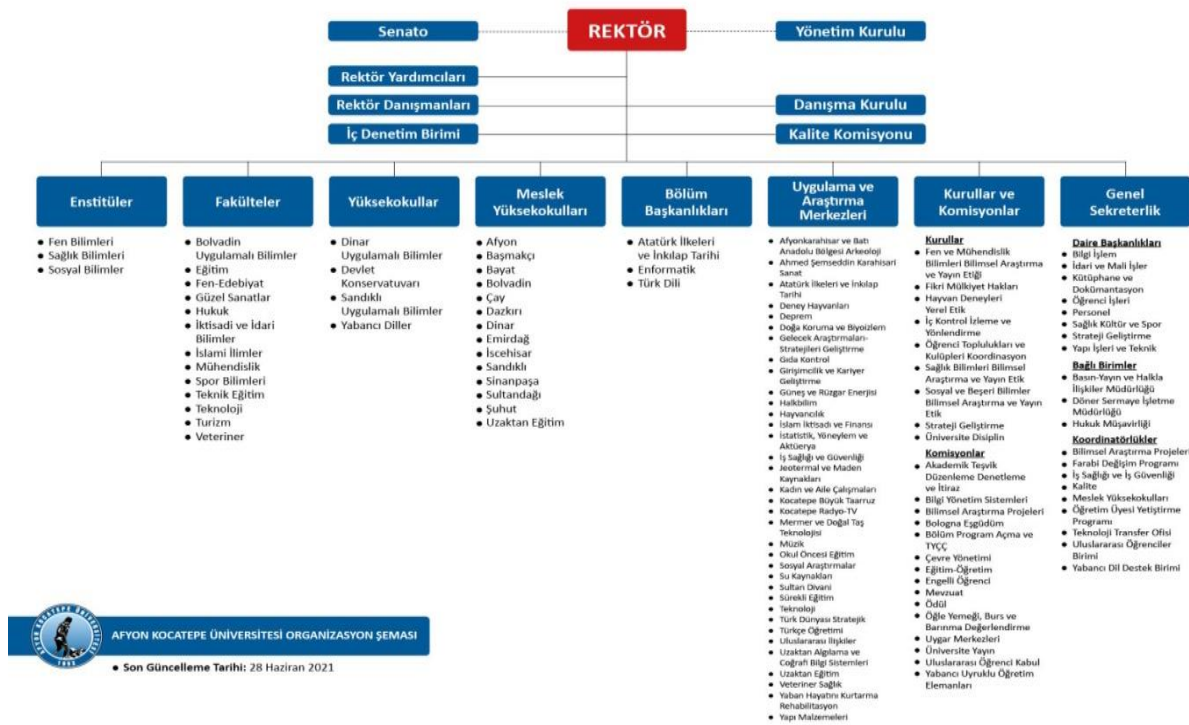 Senato
REKTÖR
Yönetim Kurulu
Rektör Yardımcıları
Rektör Danışmanları
Danışma Kurulu
İç Denetim Birimi
Kalite Komisyonu
Enstitüler
• Fen Bilimleri
• Sağlık Bilimleri
• Sosyal Bilimler
Fakülteler
• Bolvadin
Uygulamalı Bilimler
• Eğitim
• Fen-Edebiyat
• Güzel Sanatlar
• Hukuk
• İktisadi ve İdari
Bilimler
• İslami İlimler
• Mühendislik
• Spor Bilimleri
• Teknik Eğitim
• Teknoloji
• Turizm
• Veteriner
Yüksekokullar
• Dinar
Uygulamalı Bilimler
• Devlet
Konservatuvarı
• Sandıklı
Uygulamalı Bilimler
• Yabancı Diller
Meslek
Yüksekokulları
• Afyon
• Başmakçı
• Bayat
• Bolvadin
• Çay
• Dazkırı
• Dinar
• Emirdağ
• İscehisar
• Sandıklı
• Sinanpaşa
• Sultandağı
• Şuhut
• Uzaktan Eğitim
Bölüm
Başkanlıkları
• Atatürk İlkeleri
ve İnkılap Tarihi
• Enformatik
• Türk Dili
Uygulama ve
Araştırma
Merkezleri
• Afyonkarahisar ve Batı
Anadolu Bölgesi Arkeoloji
• Ahmed Şemseddin Karahisari
Sanat
• Atatürk İlkeleri ve İnkılap
Tarihi
• Deney Hayvanları
• Deprem
• Doğa Koruma ve Biyoizlem
• Gelecek Araştırmaları-
Stratejileri Geliştirme
• Gıda Kontrol
• Girişimcilik ve Kariyer
Geliştirme
• Güneş ve Rüzgar Enerjisi
• Halkbilim
• Hayvancılık
• İslam İktisadı ve Finansı
• İstatistik, Yöneylem ve
Aktüerya
• İş Sağlığı ve Güvenliği
• Jeotermal ve Maden
Kaynakları
• Kadın ve Aile Çalışmaları
• Kocatepe Büyük Taarruz
• Kocatepe Radyo-TV
• Mermer ve Doğal Taş
Teknolojisi
• Müzik
• Okul Öncesi Eğitim
• Sosyal Araştırmalar
• Su Kaynakları
• Sultan Divani
• Sürekli Eğitim
• Teknoloji
• Türk Dünyası Stratejik
• Türkçe Öğretimi
• Uluslararası İlişkiler
• Uzaktan Algılama ve
Coğrafi Bilgi Sistemleri
• Uzaktan Eğitim
• Veteriner Sağlık
• Yaban Hayatını Kurtarma
Rehabilitasyon
• Yapı Malzemeleri
Kurullar ve
Komisyonlar
Kurullar
• Fen ve Mühendislik
Bilimleri Bilimsel Araştırma
ve Yayın Etiği
• Fikri Mülkiyet Hakları
• Hayvan Deneyleri
Yerel Etik
• İç Kontrol İzleme ve
Yönlendirme
• Öğrenci Toplulukları ve
Kulüpleri Koordinasyon
• Sağlık Bilimleri Bilimsel
Araştırma ve Yayın Etik
• Sosyal ve Beşeri Bilimler
Bilimsel Araştırma ve Yayın
Etik
• Strateji Geliştirme
• Üniversite Disiplin
Komisyonlar
• Akademik Teşvik
Düzenleme Denetleme
ve İtiraz
• Bilgi Yönetim Sistemleri
• Bilimsel Araştırma Projeleri
• Bologna Eşgüdüm
• Bölüm Program Açma ve
TYÇÇ
• Çevre Yönetimi
• Eğitim-Öğretim
• Engelli Öğrenci
• Mevzuat
• Ödül
• Öğle Yemeği, Burs ve
Barınma Değerlendirme
• Uygar Merkezleri
• Üniversite Yayın
• Uluslararası Öğrenci Kabul
• Yabancı Uyruklu Öğretim
Elemanları
Genel
Sekreterlik
Daire Başkanlıkları
• Bilgi İşlem
• İdari ve Mali İşler
• Kütüphane ve
Dokümantasyon
• Öğrenci İşleri
• Personel
• Sağlık Kültür ve Spor
• Strateji Geliştirme
• Yapı İşleri ve Teknik
Bağlı Birimler
• Basın-Yayın ve Halkla
İlişkiler Müdürlüğü
• Döner Sermaye İşletme
Müdürlüğü
• Hukuk Müşavirliği
Koordinatörlükler
• Bilimsel Araştırma Projeleri
• Farabi Değişim Programı
• İş Sağlığı ve İş Güvenliği
• Kalite
• Meslek Yüksekokulları
• Öğretim Üyesi Yetiştirme
Programı
• Teknoloji Transfer Ofisi
• Uluslararası Öğrenciler
Birimi
• Yabancı Dil Destek Birimi
AFYON KOCATEPE ÜNİVERSİTESİ
1992
AFYON KOCATEPE ÜNİVERSİTESİ ORGANİZASYON ŞEMASI
• Son Güncelleme Tarihi: 28 Haziran 2021